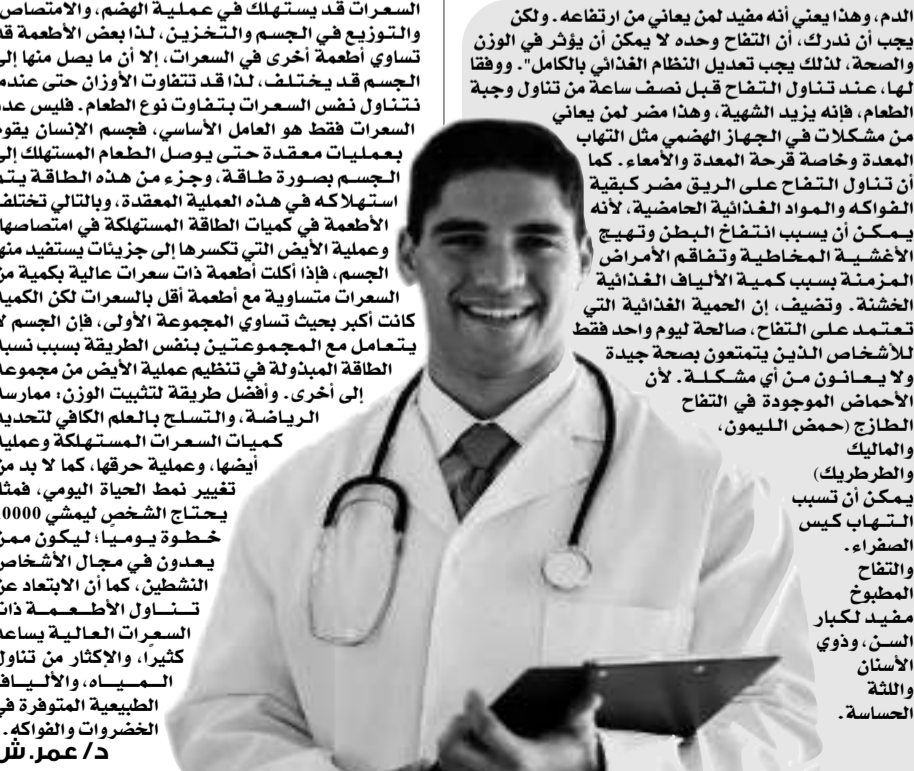 الدم، وهذا يعني أنه مفيد لمن يعاني من ارتفاعه. ولكن
يجب أن ندرك، أن التفاح وحده لا يمكن أن يؤثر في الوزن
والصحة، لذلك يجب تعديل النظام الغذائي بالكامل". ووفقا
لها، عند تناول التفاح قبل نصف ساعة من تناول وجبة
الطعام، فإنه يزيد الشهية، وهذا مضر لمن يعاني
من مشكلات في الجهاز الهضمي مثل التهاب
المعدة وخاصة قرحة المعدة والأمعاء. كما
أن تناول التفاح على الريق مضر كبقية
الفواكه والمواد الغذائية الحامضية، لأنه
يمكن أن يسبب انتفاخ البطن وتهيج
الأغشية المخاطية وتفاقم الأمراض
المزمنة بسبب كمية الألياف الغذائية
الخشنة. وتضيف، إن الحمية الغذائية التي
تعتمد على التفاح، صالحة ليوم واحد فقط
للأشخاص الذين يتمتعون بصحة جيدة
ولا يعانون من أي مشكلة. لأن
الأحماض الموجودة في التفاح
الطازج (حمض الليمون،
والماليك
والطرطريك)
يمكن أن تسبب
التهاب كيس
الصفراء.
والتفاح
المطبوخ
مفيد لكبار
السن، وذوي
الأسنان
واللثة
الحساسة.
السعرات قد يستهلك في عملية الهضم، والامتصاص
والتوزيع في الجسم والتخزين، لذا بعض الأطعمة قد
تساوي أطعمة أخرى في السعرات، إلا أن ما يصل منها إلى
الجسم قد يختلف، لذا قد تتفاوت الأوزان حتى عندما
نتناول نفس السعرات بتفاوت نوع الطعام. فليس عدد
السعرات فقط هو العامل الأساسي، فجسم الإنسان يقوم
بعمليات معقدة حتى يوصل الطعام المستهلك إلى
الجسم بصورة طاقة، وجزء من هذه الطاقة يتم
استهلاكه في هذه العملية المعقدة، وبالتالي تختلف
الأطعمة في كميات الطاقة المستهلكة في امتصاصها
وعملية الأيض التي تكسرها إلى جزيئات يستفيد منها
الجسم، فإذا أكلت أطعمة ذات سعرات عالية بكمية من
السعرات متساوية مع أطعمة أقل بالسعرات لكن الكمية
كانت أكبر بحيث تساوي المجموعة الأولى، فإن الجسم لا
يتعامل مع المجموعتين بنفس الطريقة بسبب نسبة
الطاقة المبذولة في تنظيم عملية الأيض من مجموعة
إلى أخرى. وأفضل طريقة لتثبيت الوزن: ممارسة
الرياضة، والتسلح بالعلم الكافي لتحديد
كميات السعرات المستهلكة وعملية
أيضها، وعملية حرقها، كما لا بد من
تغيير نمط الحياة اليومي، فمثلا
يحتاج الشخص ليمشي 0000
خطوة يوميا؛ ليكون ممن
يعدون في مجال الأشخاص
النشطين، كما أن الابتعاد عن
تناول الأطعمة ذات
السعرات العالية يساعد
كثيرًا، والإكثار من تناول
المياه، والألياف
الطبيعية المتوفرة في
الخضروات والفواكه.
د/ عمر. ش